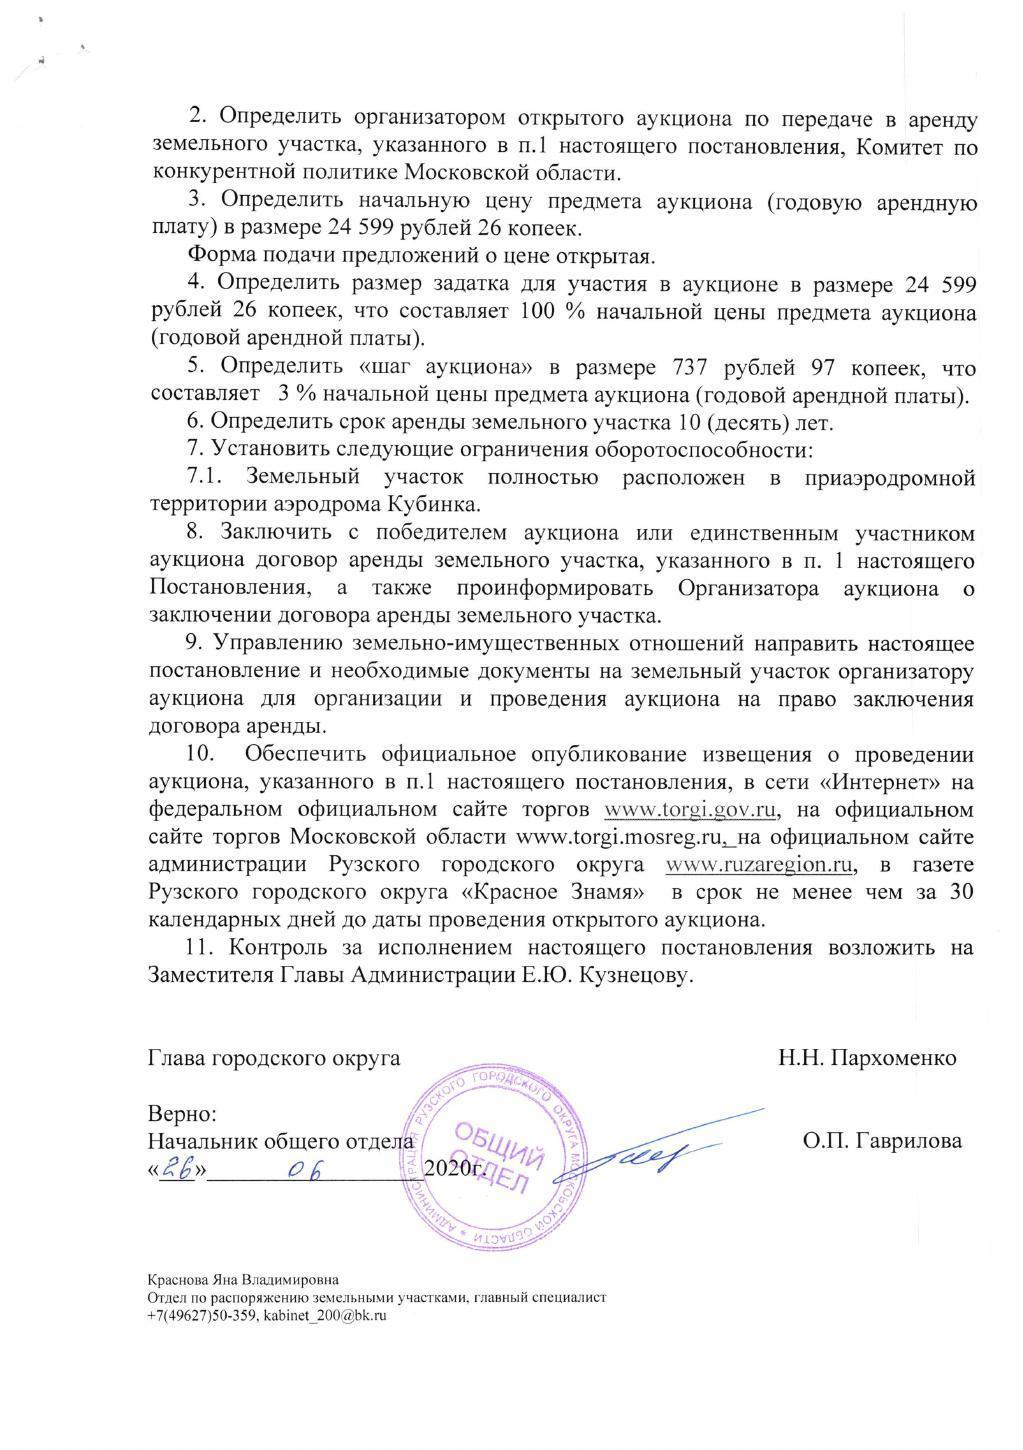 2. Определить организатором открытого аукциона по передаче в аренду
земельного участка, указанного в п.1 настоящего постановления, Комитет по
конкурентной политике Московской области.
3. Определить начальную цену предмета аукциона (годовую арендную
плату) в размере 24 599 рублей 26 копеек.
Форма подачи предложений о цене открытая.
4. Определить размер задатка для участия в аукционе в размере 24 599
рублей 26 копеек, что составляет 100 % начальной цены предмета аукциона
(годовой арендной платы).
5. Определить «шаг аукциона» в размере 737 рублей 97 копеек, что
составляет 3 % начальной цены предмета аукциона (годовой арендной платы).
6. Определить срок аренды земельного участка 10 (десять) лет.
7. Установить следующие ограничения оборотоспособности:
7.1. Земельный участок полностью расположен в приаэродромной
территории аэродрома Кубинка.
8. Заключить с победителем аукциона или единственным участником
аукциона договор аренды земельного участка, указанного в п. 1 настоящего
Постановления, а также проинформировать Организатора аукциона о
заключении договора аренды земельного участка.
9. Управлению земельно-имущественных отношений направить настоящее
постановление и необходимые документы на земельный участок организатору
аукциона для организации и проведения аукциона на право заключения
договора аренды.
10. Обеспечить официальное опубликование извещения о проведении
аукциона, указанного в п.1 настоящего постановления, в сети «Интернет» на
федеральном официальном сайте торгов www.torgi.gov.ru, на официальном
сайте торгов Московской области www.torgi.mosreg.ru, на официальном сайте
администрации Рузского городского округа www.ruzaregion.ru, в газете
Рузского городского округа «Красное Знамя» в срок не менее чем за 30
календарных дней до даты проведения открытого аукциона.
11. Контроль за исполнением настоящего постановления возложить на
Заместителя Главы Администрации Е.Ю. Кузнецову.
Глава городского округа Н.Н. Пархоменко
Верно:
Начальник общего отдела О.П. Гаврилова
«26» 06 2020г.
АДМИНИСТРАЦИЯ РУЗСКОГО ГОРОДСКОГО ОКРУГА МОСКОВСКОЙ ОБЛАСТИ *
ОБЩИЙ
ОТДЕЛ
Краснова Яна Владимировна
Отдел по распоряжению земельными участками, главный специалист
+7(49627)50-359, kabinet_200@bk.ru